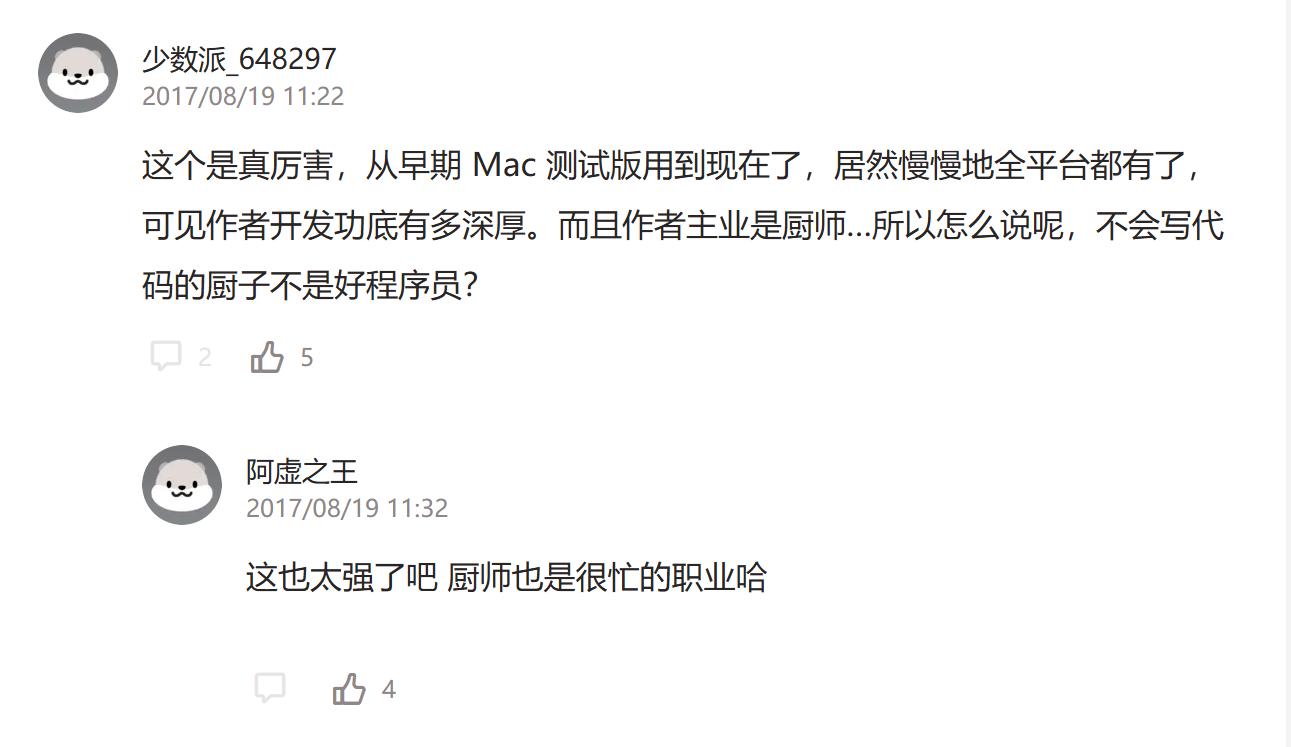 少数派_648297
2017/08/19 11:22
这个是真厉害，从早期 Mac 测试版用到现在了，居然慢慢地全平台都有了，
可见作者开发功底有多深厚。而且作者主业是厨师...所以怎么说呢，不会写代
码的厨子不是好程序员？
2 5
阿虚之王
2017/08/19 11:32
这也太强了吧 厨师也是很忙的职业哈
4